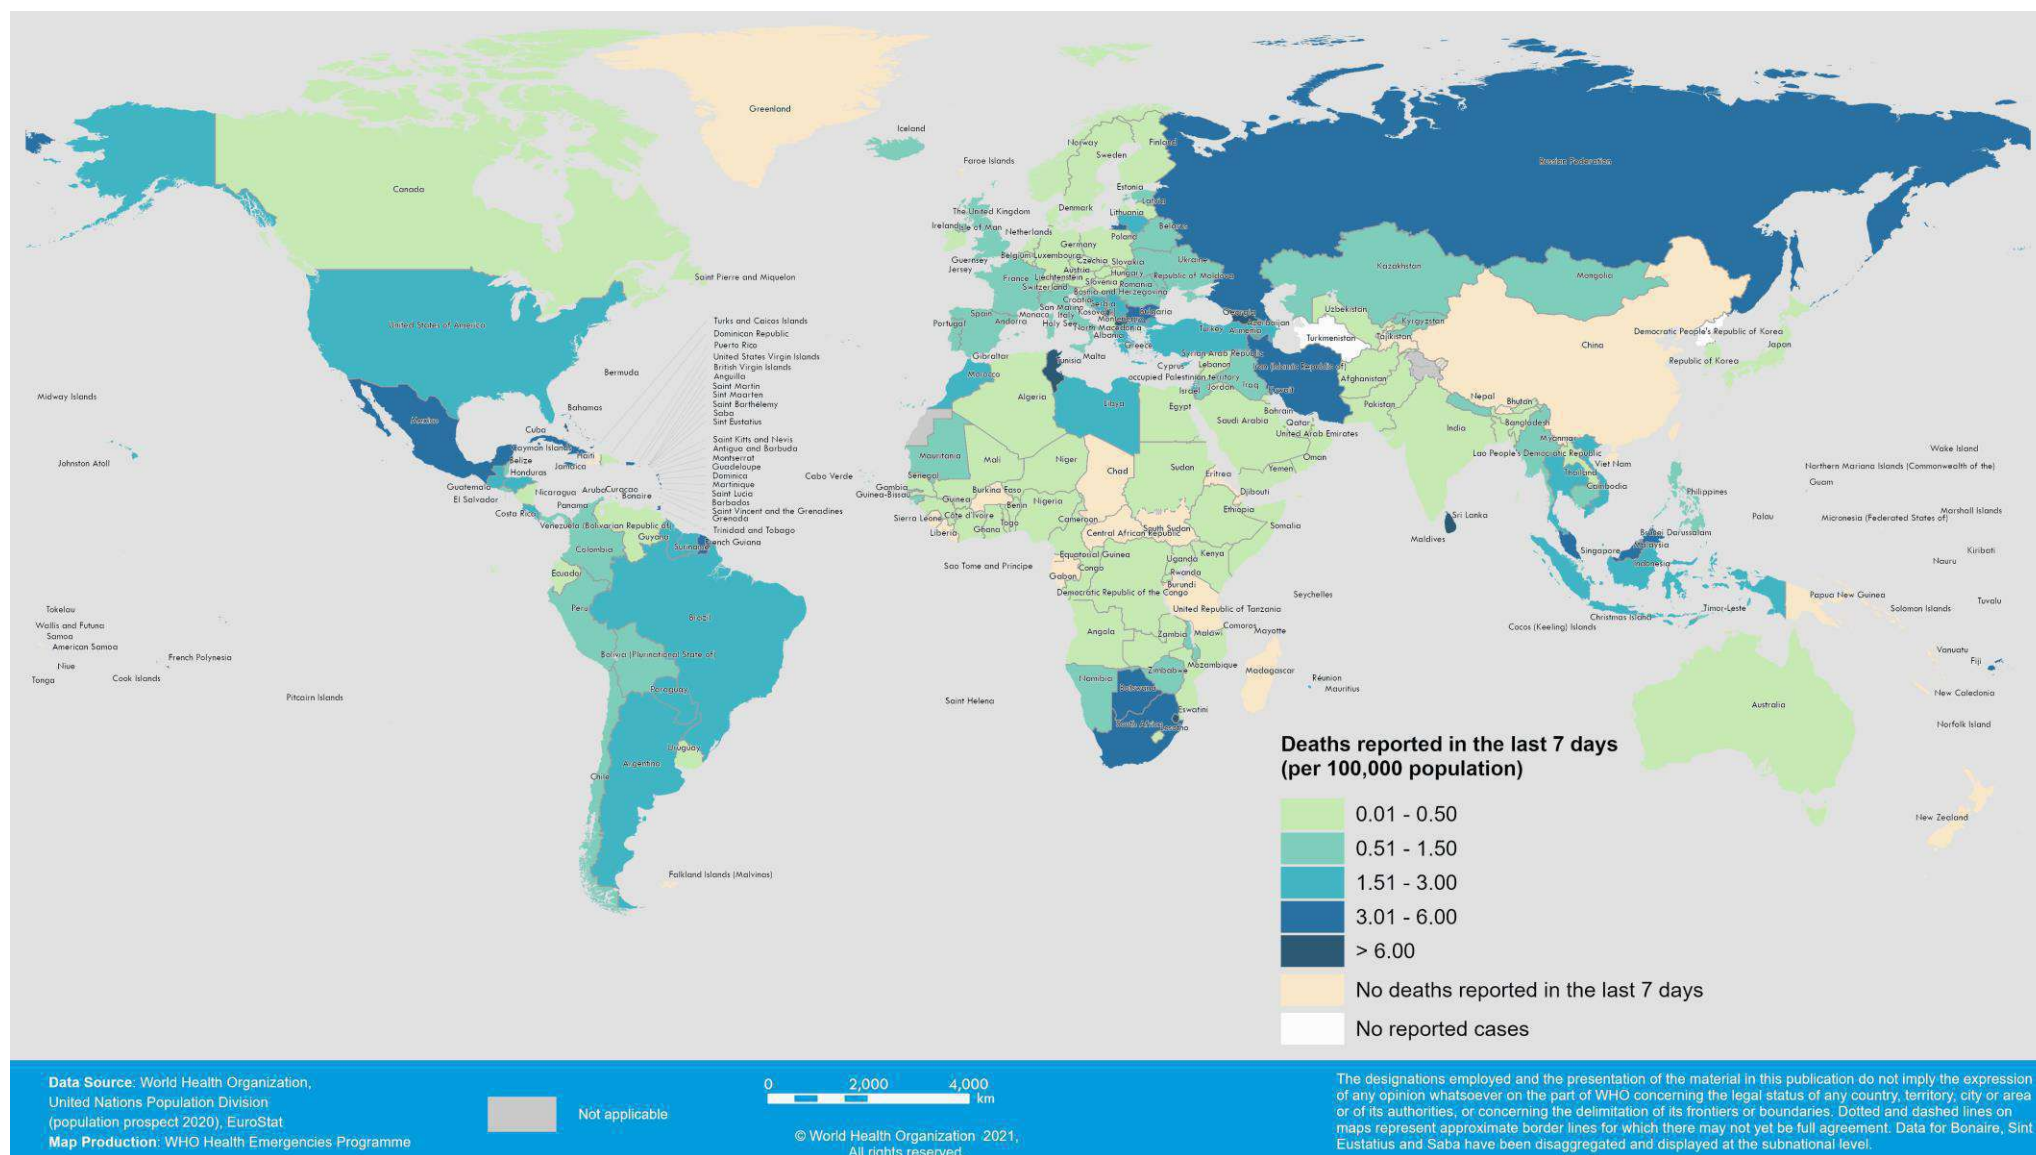 Greenland
Iceland
Faroe Islands
Norway
Sweden
Finland
Russian Federation
Canada
Estonia
Latvia
Denmark
Lithuania
The United Kingdom
Isle of Man
Ireland
Netherlands
Poland
Belarus
Germany
Guernsey
Jersey
Belgium
Luxembourg
Czechia
Slovakia
Ukraine
Austria
Hungary
Republic of Moldova
France
Liechtenstein
Switzerland
Slovenia
Romania
Bosnia and Herzegovina
Croatia
Serbia
San Marino
Kazakhstan
Mongolia
Saint Pierre and Miquelon
Spain
Andorra
Monaco
Italy
Kosovo
Montenegro
Bulgaria
Portugal
Holy See
North Macedonia
Albania
Georgia
Azerbaijan
Turkey
Armenia
Uzbekistan
Kyrgyzstan
Turkmenistan
Tajikistan
China
Democratic People's Republic of Korea
Japan
Republic of Korea
United States of America
Turks and Caicos Islands
Dominican Republic
Puerto Rico
United States Virgin Islands
British Virgin Islands
Anguilla
Saint Martin
Sint Maarten
Saint Barthélemy
Saba
Sint Eustatius
Saint Kitts and Nevis
Antigua and Barbuda
Montserrat
Guadeloupe
Dominica
Martinique
Saint Lucia
Barbados
Saint Vincent and the Grenadines
Grenada
Trinidad and Tobago
Bermuda
Gibraltar
Tunisia
Malta
Greece
Cyprus
Syrian Arab Republic
Lebanon
occupied Palestinian territory
Israel
Jordan
Iraq
Iran (Islamic Republic of)
Kuwait
Afghanistan
Pakistan
Nepal
Bhutan
Bangladesh
India
Myanmar
Morocco
Algeria
Libya
Egypt
Saudi Arabia
Bahrain
Qatar
United Arab Emirates
Oman
Yemen
Midway Islands
Johnston Atoll
Mexico
Bahamas
Cuba
Cayman Islands
Belize
Haiti
Jamaica
Honduras
Guatemala
El Salvador
Nicaragua
Aruba
Curaçao
Bonaire
Costa Rica
Panama
Venezuela (Bolivarian Republic of)
Guyana
Suriname
French Guiana
Colombia
Ecuador
Peru
Brazil
Bolivia (Plurinational State of)
Paraguay
Uruguay
Argentina
Chile
Falkland Islands (Malvinas)
Cabo Verde
Mauritania
Mali
Niger
Chad
Sudan
Eritrea
Djibouti
Senegal
Gambia
Guinea-Bissau
Guinea
Burkina Faso
Benin
Nigeria
Sierra Leone
Liberia
Côte d'Ivoire
Ghana
Togo
Cameroon
Central African Republic
South Sudan
Ethiopia
Somalia
Sao Tome and Principe
Equatorial Guinea
Gabon
Congo
Democratic Republic of the Congo
Uganda
Kenya
Rwanda
Burundi
United Republic of Tanzania
Seychelles
Angola
Zambia
Malawi
Comoros
Mayotte
Mozambique
Zimbabwe
Madagascar
Namibia
Botswana
Réunion
Mauritius
Eswatini
South Africa
Lesotho
Saint Helena
Lao People's Democratic Republic
Viet Nam
Thailand
Cambodia
Philippines
Sri Lanka
Maldives
Brunei Darussalam
Malaysia
Singapore
Indonesia
Timor-Leste
Christmas Island
Cocos (Keeling) Islands
Papua New Guinea
Solomon Islands
Wake Island
Northern Mariana Islands (Commonwealth of the)
Guam
Palau
Micronesia (Federated States of)
Marshall Islands
Kiribati
Nauru
Tuvalu
Vanuatu
Fiji
New Caledonia
Norfolk Island
Australia
New Zealand
Tokelau
Wallis and Futuna
Samoa
American Samoa
Niue
Tonga
Cook Islands
French Polynesia
Pitcairn Islands
Deaths reported in the last 7 days
(per 100,000 population)
0.01 - 0.50
0.51 - 1.50
1.51 - 3.00
3.01 - 6.00
> 6.00
No deaths reported in the last 7 days
No reported cases
Data Source: World Health Organization,
United Nations Population Division
(population prospect 2020), EuroStat
Map Production: WHO Health Emergencies Programme
Not applicable
0 2,000 4,000
km
© World Health Organization 2021,
All rights reserved
The designations employed and the presentation of the material in this publication do not imply the expression
of any opinion whatsoever on the part of WHO concerning the legal status of any country, territory, city or area
or of its authorities, or concerning the delimitation of its frontiers or boundaries. Dotted and dashed lines on
maps represent approximate border lines for which there may not yet be full agreement. Data for Bonaire, Sint
Eustatius and Saba have been disaggregated and displayed at the subnational level.